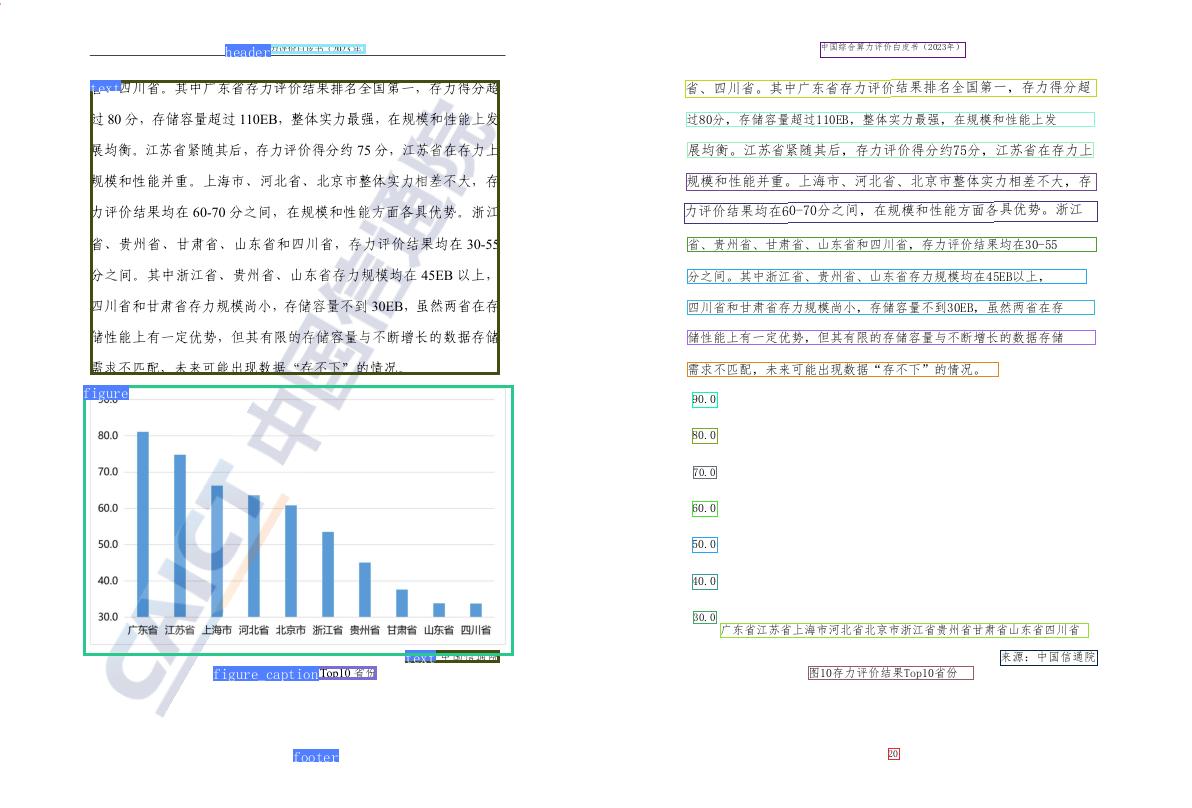 header 评价白皮书（2023年）
text 省、四川省。其中广东省存力评价结果排名全国第一，存力得分超
过 80 分，存储容量超过 110EB，整体实力最强，在规模和性能上发
展均衡。江苏省紧随其后，存力评价得分约 75 分，江苏省在存力上
规模和性能并重。上海市、河北省、北京市整体实力相差不大，存
力评价结果均在 60-70 分之间，在规模和性能方面各具优势。浙江
省、贵州省、甘肃省、山东省和四川省，存力评价结果均在 30-55
分之间。其中浙江省、贵州省、山东省存力规模均在 45EB 以上，
四川省和甘肃省存力规模尚小，存储容量不到 30EB，虽然两省在存
储性能上有一定优势，但其有限的存储容量与不断增长的数据存储
需求不匹配，未来可能出现数据“存不下”的情况。
figure
90.0
80.0
70.0
60.0
50.0
40.0
30.0
广东省 江苏省 上海市 河北省 北京市 浙江省 贵州省 甘肃省 山东省 四川省
text 中国信通院
figure_caption Top10 省份
footer
CAICT 中国信通院
中国综合算力评价白皮书（2023年）
省、四川省。其中广东省存力评价结果排名全国第一，存力得分超
过80分，存储容量超过110EB，整体实力最强，在规模和性能上发
展均衡。江苏省紧随其后，存力评价得分约75分，江苏省在存力上
规模和性能并重。上海市、河北省、北京市整体实力相差不大，存
力评价结果均在60-70分之间，在规模和性能方面各具优势。浙江
省、贵州省、甘肃省、山东省和四川省，存力评价结果均在30-55
分之间。其中浙江省、贵州省、山东省存力规模均在45EB以上，
四川省和甘肃省存力规模尚小，存储容量不到30EB，虽然两省在存
储性能上有一定优势，但其有限的存储容量与不断增长的数据存储
需求不匹配，未来可能出现数据“存不下”的情况。
90.0
80.0
70.0
60.0
50.0
40.0
30.0
广东省江苏省上海市河北省北京市浙江省贵州省甘肃省山东省四川省
来源：中国信通院
图10存力评价结果Top10省份
20